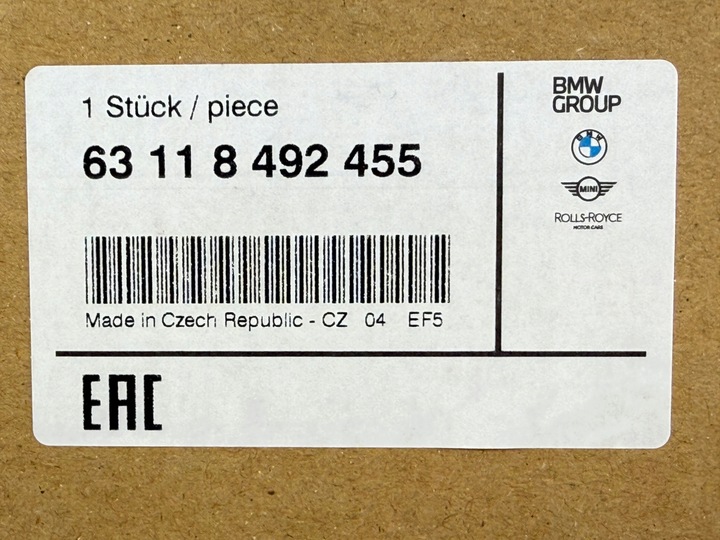 1 Stück / piece
63 11 8 492 455
Made in Czech Republic - CZ 04 EF5
EAC
BMW
GROUP
BMW
MINI
ROLLS-ROYCE
MOTOR CARS